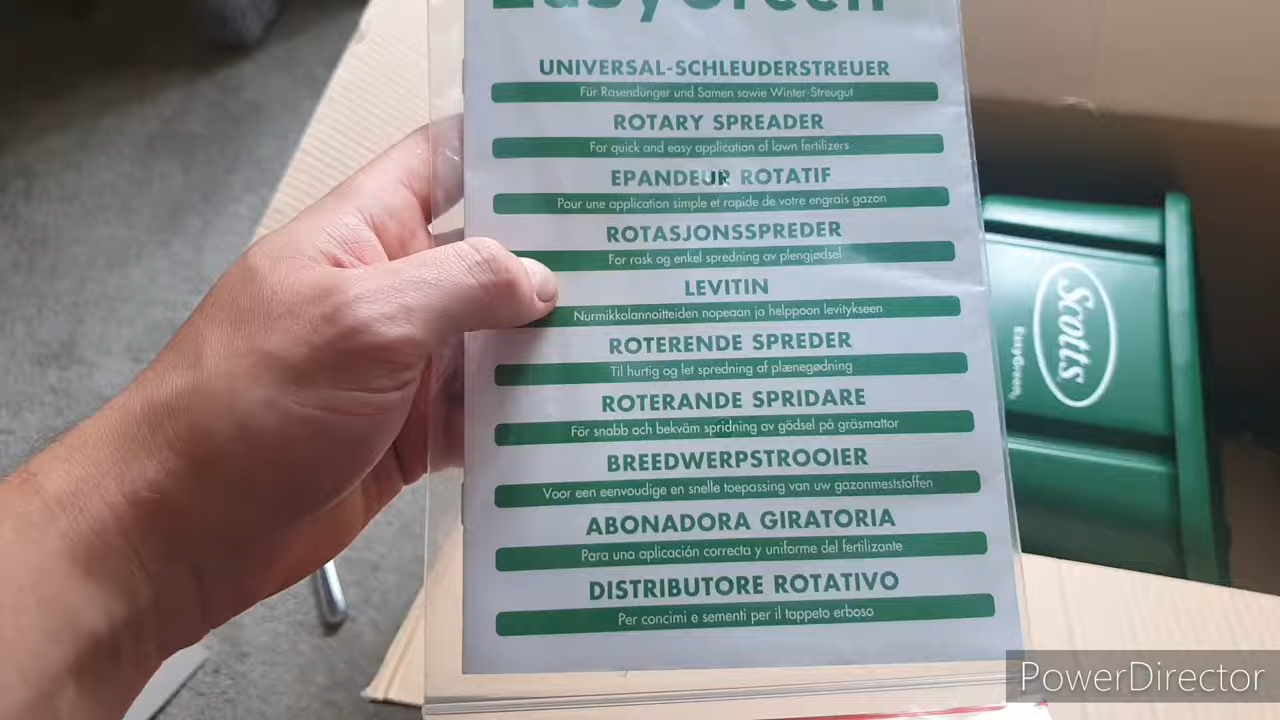 EasyGreen
UNIVERSAL-SCHLEUDERSTREUER
Für Rasendünger und Samen sowie Winter-Streugut
ROTARY SPREADER
For quick and easy application of lawn fertilizers
EPANDEUR ROTATIF
Pour une application simple et rapide de votre engrais gazon
ROTASJONSSPREDER
For rask og enkel spredning av plengjødsel
LEVITIN
Nurmikkolannoitteiden nopeaan ja helppoon levitykseen
ROTERENDE SPREDER
Til hurtig og let spredning af plænegødning
ROTERANDE SPRIDARE
För snabb och bekväm spridning av gödsel på gräsmattor
BREEDWERPSTROOIER
Voor een eenvoudige en snelle toepassing van uw gazonmeststoffen
ABONADORA GIRATORIA
Para una aplicación correcta y uniforme del fertilizante
DISTRIBUTORE ROTATIVO
Per concimi e sementi per il tappeto erboso
Scotts
EasyGreen
PowerDirector